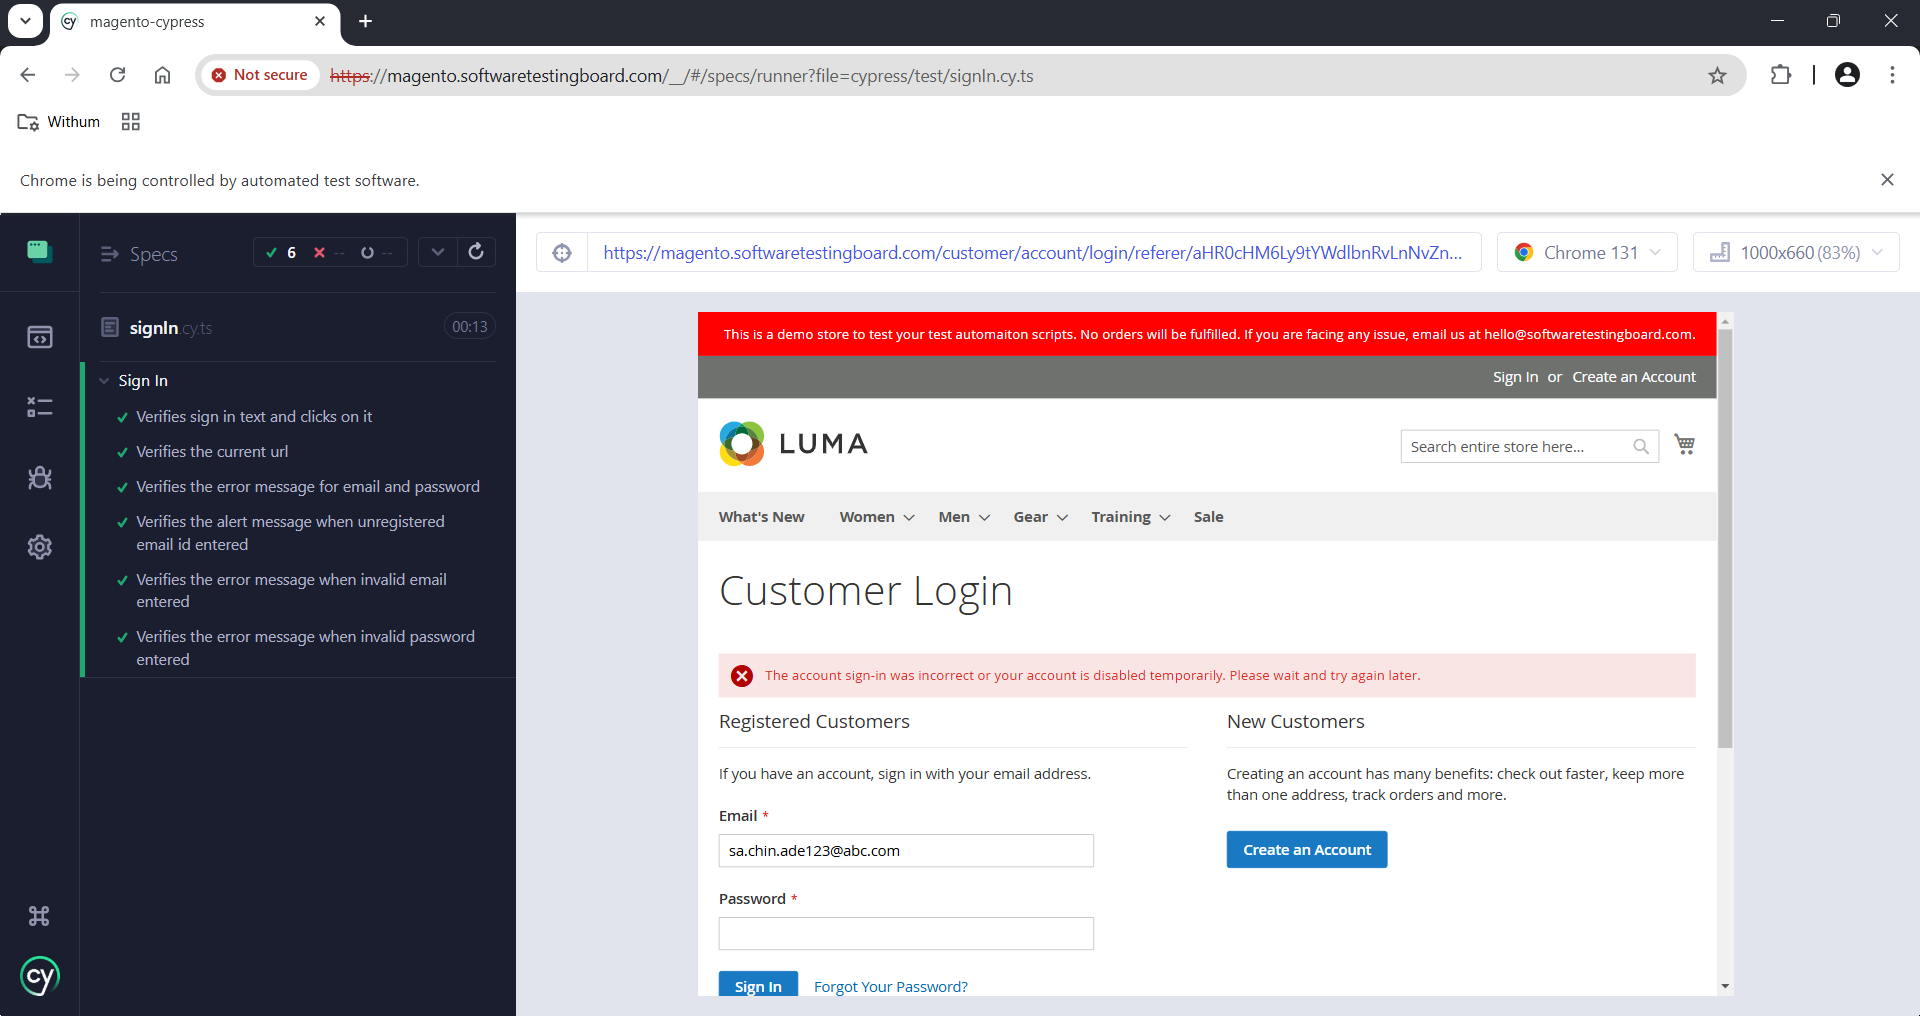 magento-cypress
Not secure
https://magento.softwaretestingboard.com/__/#/specs/runner?file=cypress/test/signIn.cy.ts
Withum
Chrome is being controlled by automated test software.
Specs
6 -- --
signIn.cy.ts
00:13
Sign In
Verifies sign in text and clicks on it
Verifies the current url
Verifies the error message for email and password
Verifies the alert message when unregistered
email id entered
Verifies the error message when invalid email
entered
Verifies the error message when invalid password
entered
cy
https://magento.softwaretestingboard.com/customer/account/login/referer/aHR0cHM6Ly9tYWdlbnRvLnNvZn...
Chrome 131
1000x660 (83%)
This is a demo store to test your test automaiton scripts. No orders will be fulfilled. If you are facing any issue, email us at hello@softwaretestingboard.com.
Sign In or Create an Account
LUMA
Search entire store here...
What's New Women Men Gear Training Sale
Customer Login
The account sign-in was incorrect or your account is disabled temporarily. Please wait and try again later.
Registered Customers
If you have an account, sign in with your email address.
Email *
sa.chin.ade123@abc.com
Password *
Sign In Forgot Your Password?
New Customers
Creating an account has many benefits: check out faster, keep more
than one address, track orders and more.
Create an Account